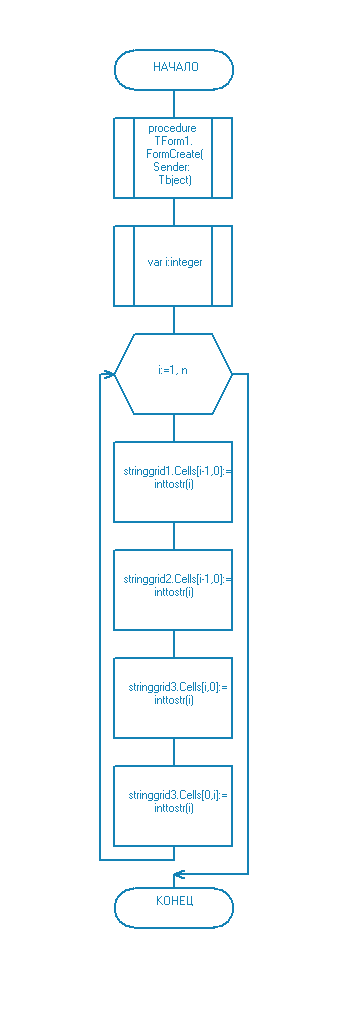 НАЧАЛО
procedure
TForm1.
FormCreate(
Sender:
Tbject)
var i:integer
i:=1, n
stringgrid1.Cells[i-1,0]:=
inttostr(i)
stringgrid2.Cells[i-1,0]:=
inttostr(i)
stringgrid3.Cells[i,0]:=
inttostr(i)
stringgrid3.Cells[0,i]:=
inttostr(i)
КОНЕЦ